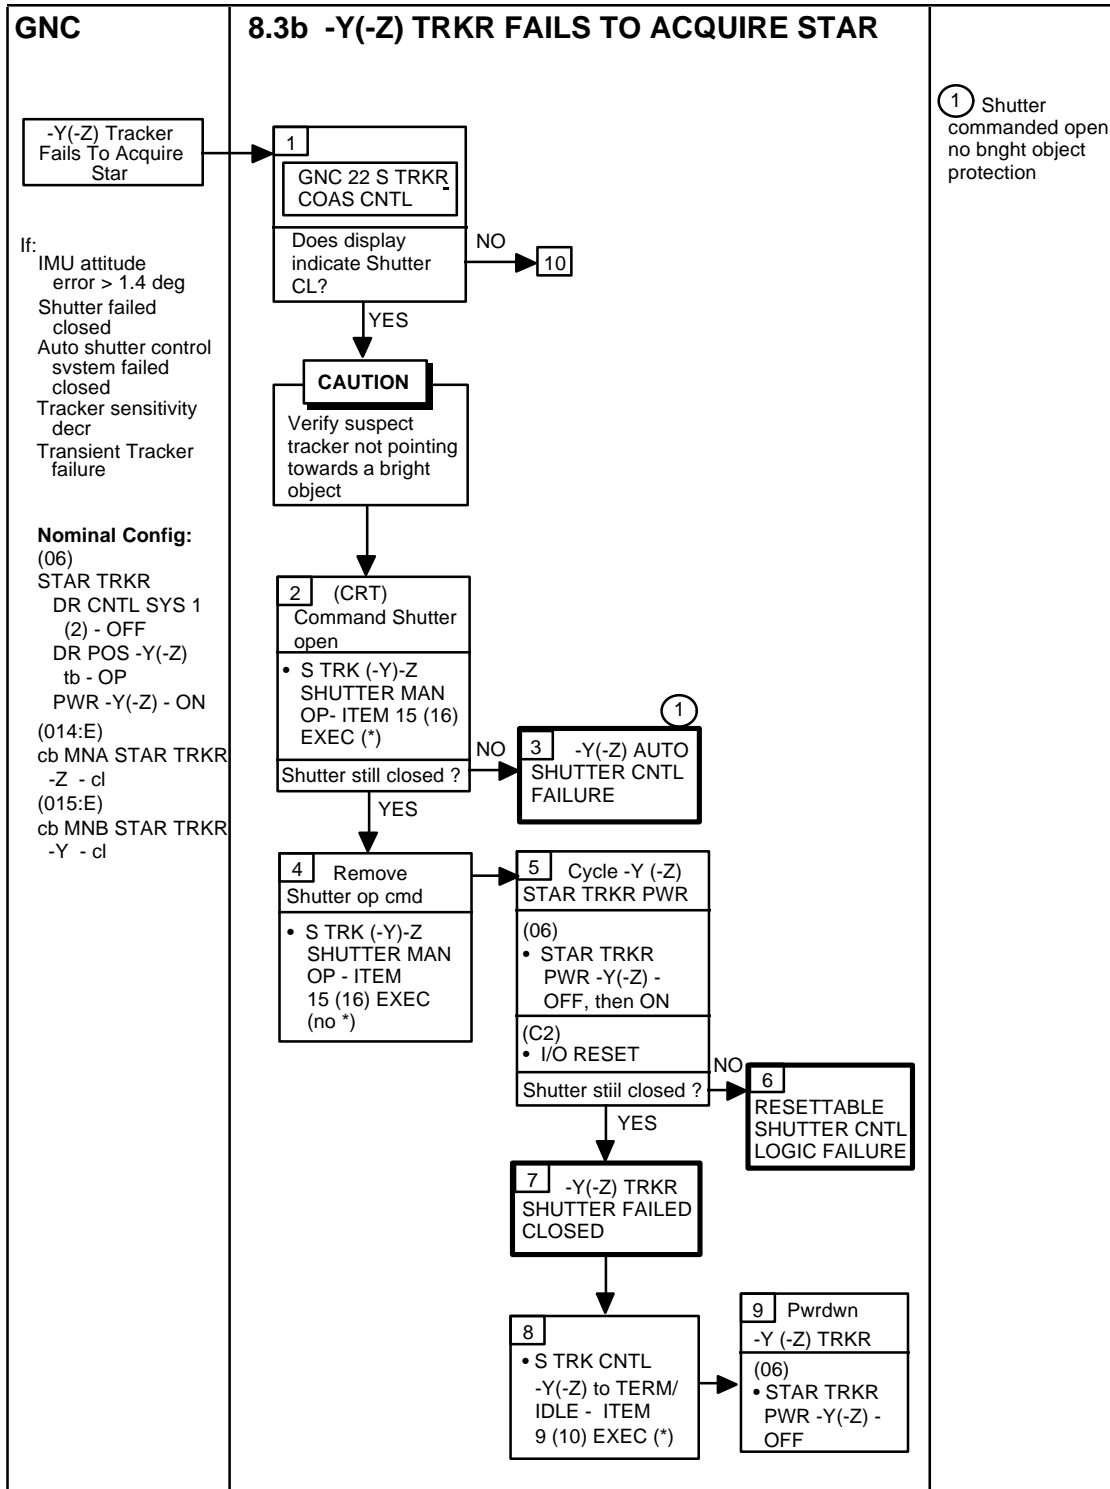 GNC
8.3b -Y(-Z) TRKR FAILS TO ACQUIRE STAR
-Y(-Z) Tracker
Fails To Acquire
Star
If:
IMU attitude
error > 1.4 deg
Shutter failed
closed
Auto shutter control
svstem failed
closed
Tracker sensitivity
decr
Transient Tracker
failure
Nominal Config:
(06)
STAR TRKR
DR CNTL SYS 1
(2) - OFF
DR POS -Y(-Z)
tb - OP
PWR -Y(-Z) - ON
(014:E)
cb MNA STAR TRKR
-Z - cl
(015:E)
cb MNB STAR TRKR
-Y - cl
1
GNC 22 S TRKR
COAS CNTL
Does display
indicate Shutter
CL?
NO
10
YES
CAUTION
Verify suspect
tracker not pointing
towards a bright
object
2 (CRT)
Command Shutter
open
• S TRK (-Y)-Z
SHUTTER MAN
OP- ITEM 15 (16)
EXEC (*)
Shutter still closed ?
NO
1
3 -Y(-Z) AUTO
SHUTTER CNTL
FAILURE
YES
4 Remove
Shutter op cmd
• S TRK (-Y)-Z
SHUTTER MAN
OP - ITEM
15 (16) EXEC
(no *)
5 Cycle -Y (-Z)
STAR TRKR PWR
(06)
• STAR TRKR
PWR -Y(-Z) -
OFF, then ON
(C2)
• I/O RESET
Shutter stiil closed ?
NO
6
RESETTABLE
SHUTTER CNTL
LOGIC FAILURE
YES
7 -Y(-Z) TRKR
SHUTTER FAILED
CLOSED
8
• S TRK CNTL
-Y(-Z) to TERM/
IDLE - ITEM
9 (10) EXEC (*)
9 Pwrdwn
-Y (-Z) TRKR
(06)
• STAR TRKR
PWR -Y(-Z) -
OFF
1 Shutter
commanded open
no bnght object
protection